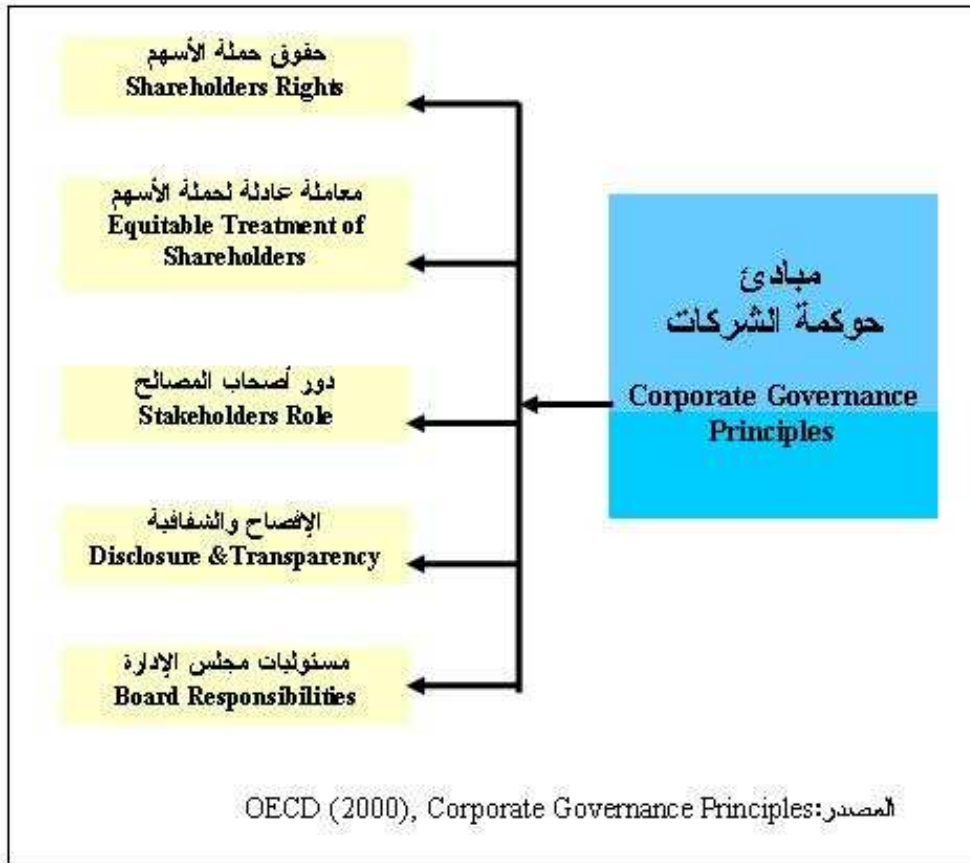 حقوق حملة الأسهم
Shareholders Rights
معاملة عادلة لحملة الأسهم
Equitable Treatment of
Shareholders
دور أصحاب المصالح
Stakeholders Role
الإفصاح والشفافية
Disclosure &Transparency
مسئوليات مجلس الإدارة
Board Responsibilities
مبادئ
حوكمة الشركات
Corporate Governance
Principles
المصدر:OECD (2000), Corporate Governance Principles